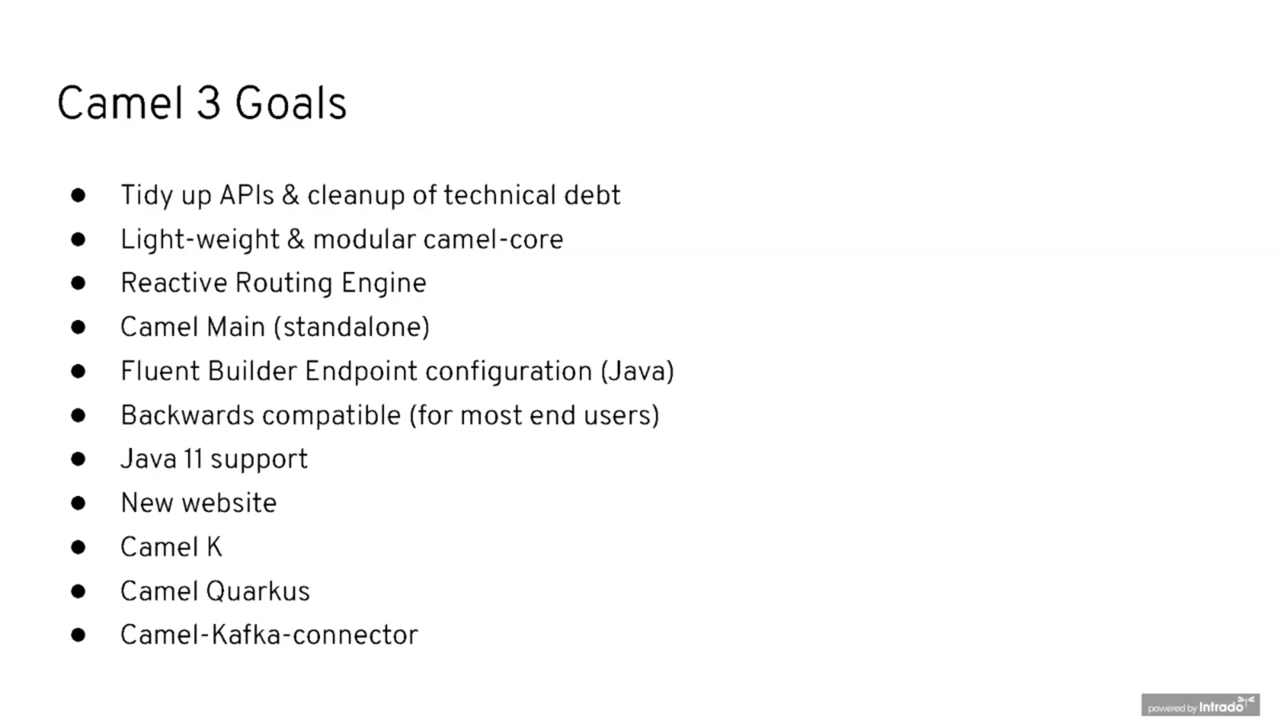 Camel 3 Goals
● Tidy up APIs & cleanup of technical debt
● Light-weight & modular camel-core
● Reactive Routing Engine
● Camel Main (standalone)
● Fluent Builder Endpoint configuration (Java)
● Backwards compatible (for most end users)
● Java 11 support
● New website
● Camel K
● Camel Quarkus
● Camel-Kafka-connector
powered by Intrado